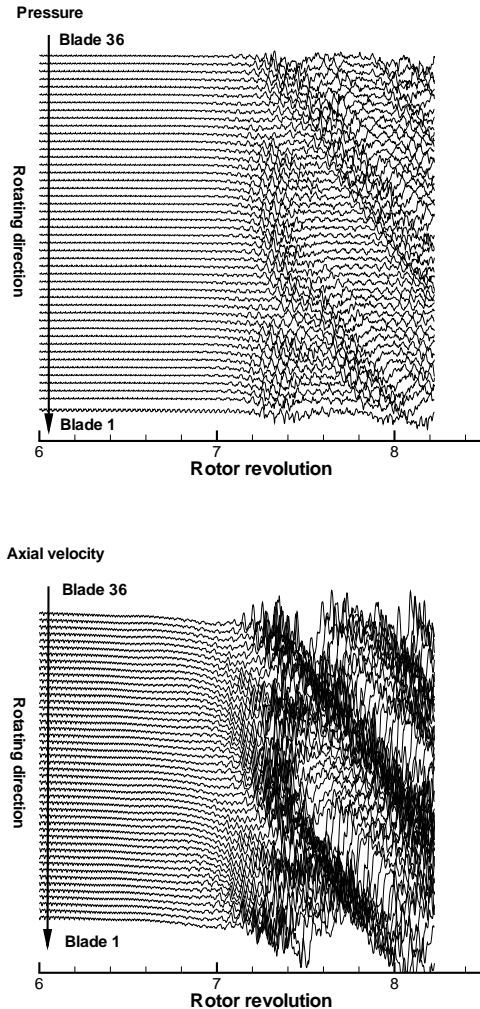 Pressure
Blade 36
Rotating direction
Blade 1
6 7 8
Rotor revolution
Axial velocity
Blade 36
Rotating direction
Blade 1
6 7 8
Rotor revolution